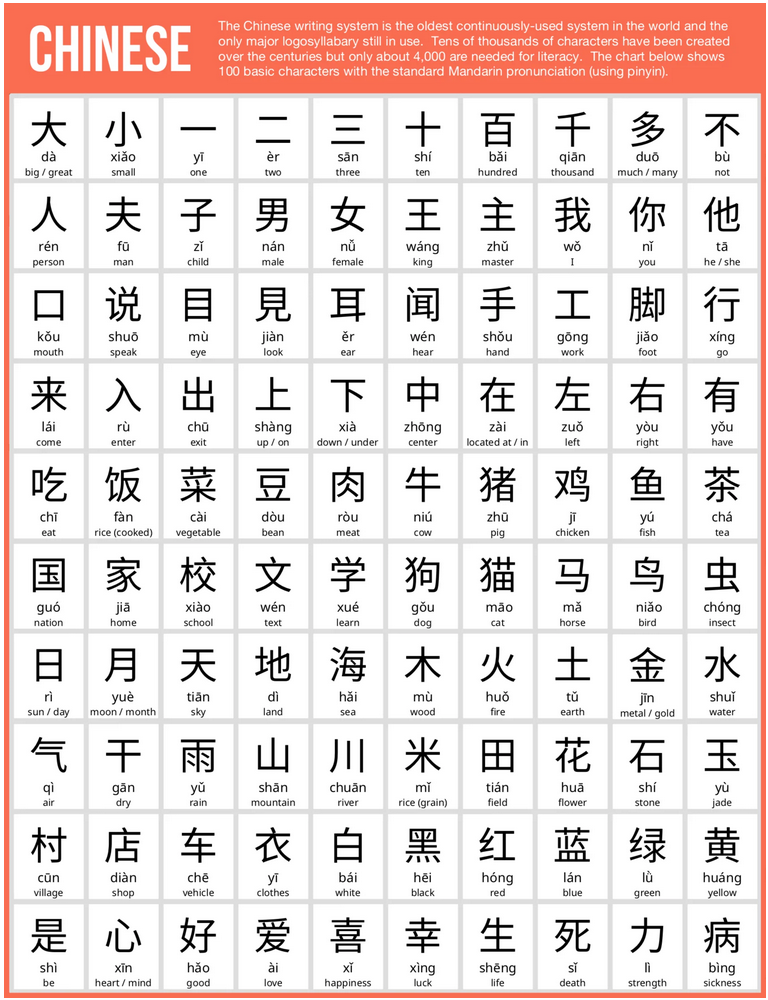 CHINESE
The Chinese writing system is the oldest continuously-used system in the world and the
only major logosyllabary still in use.  Tens of thousands of characters have been created
over the centuries but only about 4,000 are needed for literacy.  The chart below shows
100 basic characters with the standard Mandarin pronunciation (using pinyin).
大 小 一 二 三 十 百 千 多 不
dà xiǎo yī èr sān shí bǎi qiān duō bù
big / great small one two three ten hundred thousand much / many not
人 夫 子 男 女 王 主 我 你 他
rén fū zǐ nán nǚ wáng zhǔ wǒ nǐ tā
person man child male female king master I you he / she
口 说 目 見 耳 闻 手 工 脚 行
kǒu shuō mù jiàn ěr wén shǒu gōng jiǎo xíng
mouth speak eye look ear hear hand work foot go
来 入 出 上 下 中 在 左 右 有
lái rù chū shàng xià zhōng zài zuǒ yòu yǒu
come enter exit up / on down / under center located at / in left right have
吃 饭 菜 豆 肉 牛 猪 鸡 鱼 茶
chī fàn cài dòu ròu niú zhū jī yú chá
eat rice (cooked) vegetable bean meat cow pig chicken fish tea
国 家 校 文 学 狗 猫 马 鸟 虫
guó jiā xiào wén xué gǒu māo mǎ niǎo chóng
nation home school text learn dog cat horse bird insect
日 月 天 地 海 木 火 土 金 水
rì yuè tiān dì hǎi mù huǒ tǔ jīn shuǐ
sun / day moon / month sky land sea wood fire earth metal / gold water
气 干 雨 山 川 米 田 花 石 玉
qì gān yǔ shān chuān mǐ tián huā shí yù
air dry rain mountain river rice (grain) field flower stone jade
村 店 车 衣 白 黑 红 蓝 绿 黄
cūn diàn chē yī bái hēi hóng lán lǜ huáng
village shop vehicle clothes white black red blue green yellow
是 心 好 爱 喜 幸 生 死 力 病
shì xīn hǎo ài xǐ xìng shēng sǐ lì bìng
be heart / mind good love happiness luck life death strength sickness